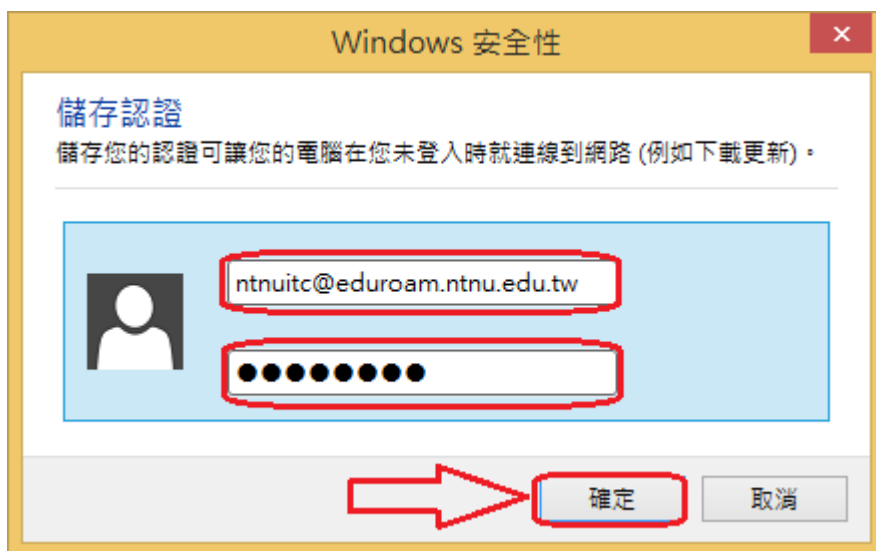 Windows 安全性
儲存認證
儲存您的認證可讓您的電腦在您未登入時就連線到網路 (例如下載更新)。
ntnuitc@eduroam.ntnu.edu.tw
●●●●●●●●
確定
取消